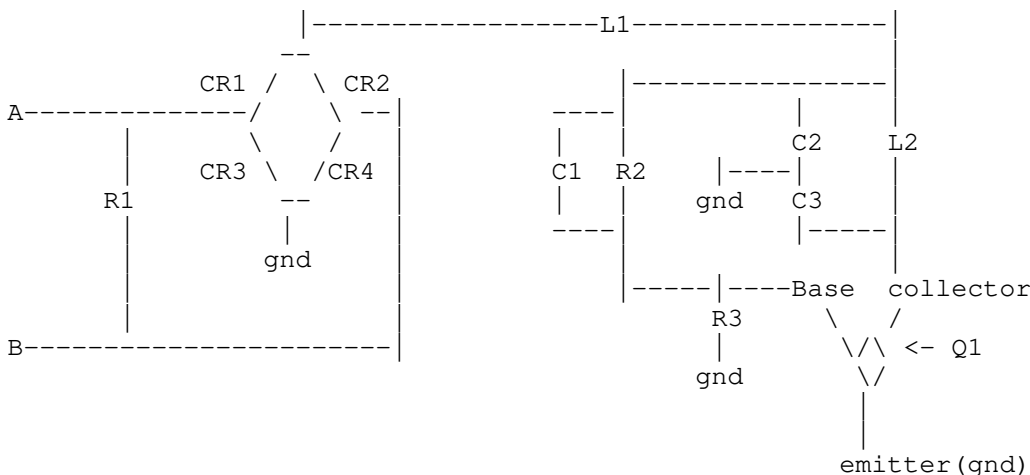 L1
CR1 CR2
A
C2 L2
CR3 CR4 C1 R2
R1 gnd C3
gnd
Base collector
R3
B <- Q1
gnd
emitter(gnd)